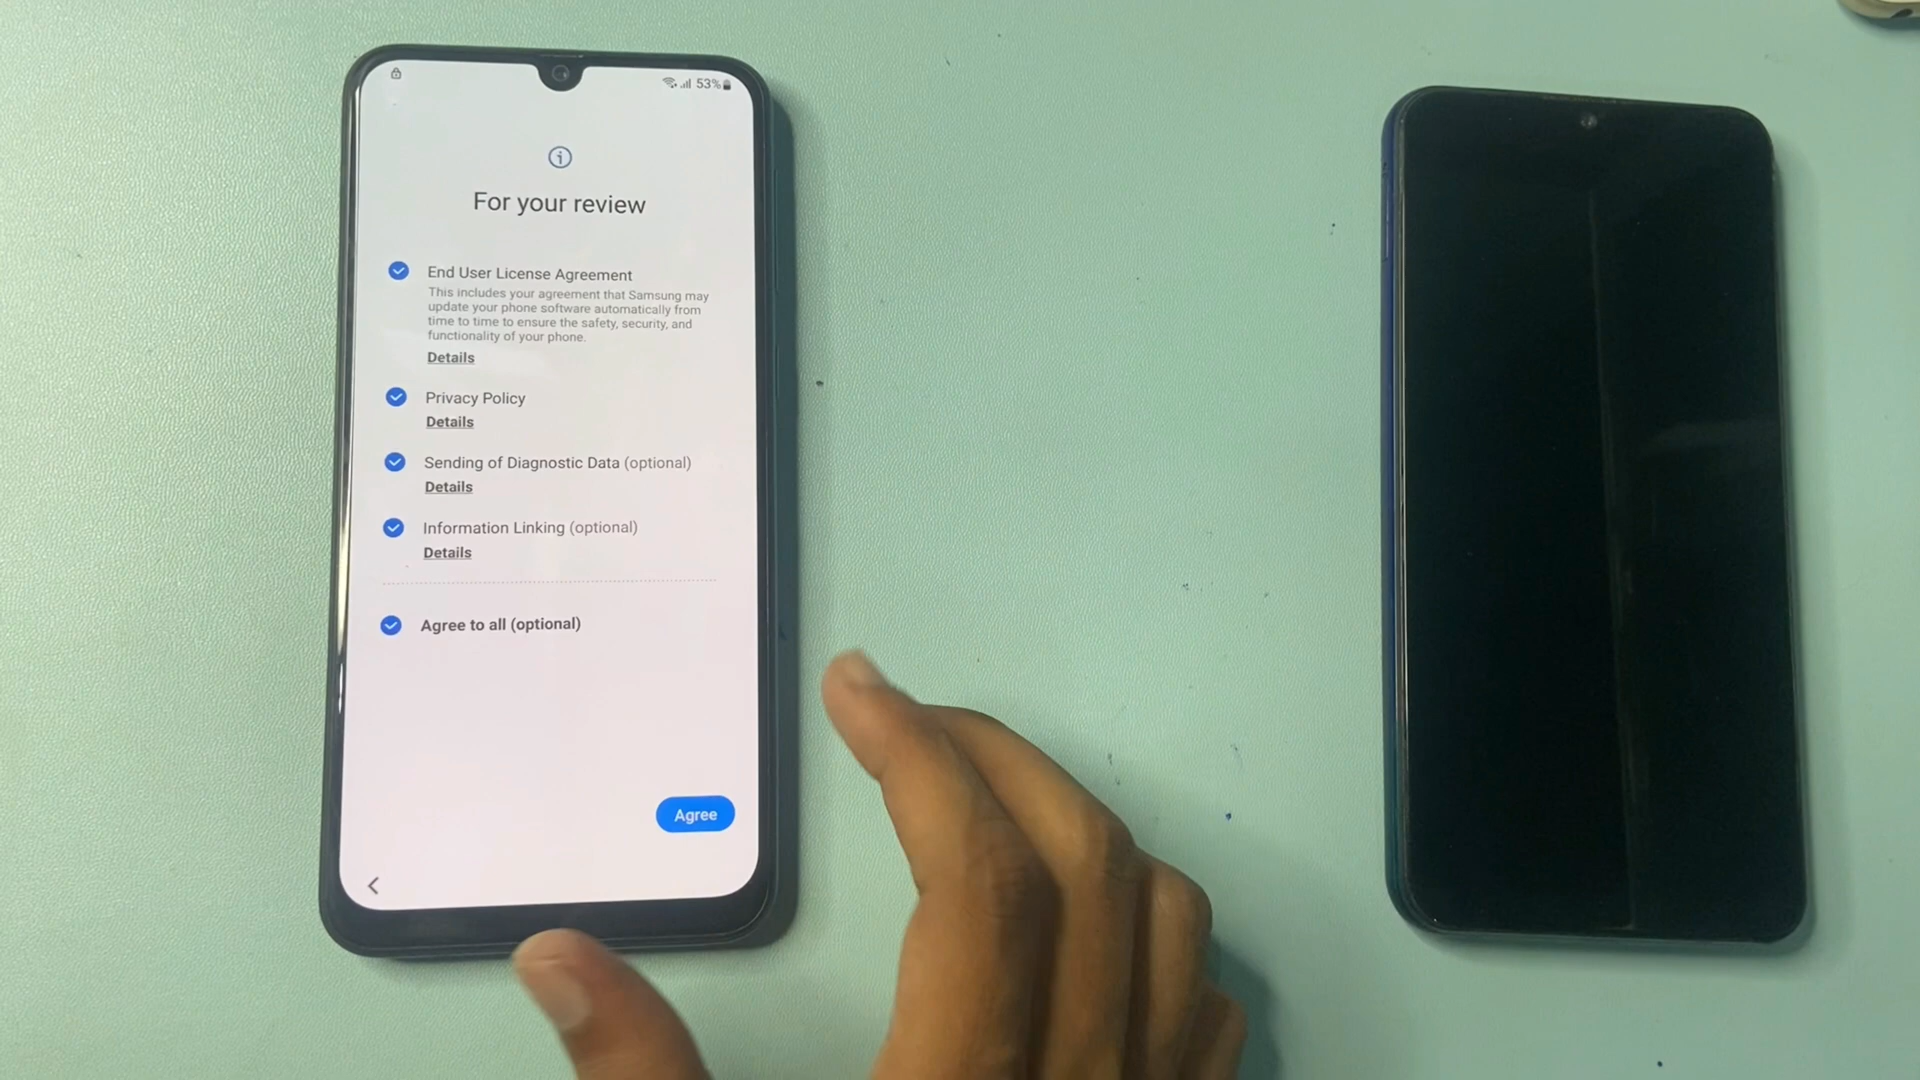 53%
For your review
End User License Agreement
This includes your agreement that Samsung may
update your phone software automatically from
time to time to ensure the safety, security, and
functionality of your phone.
Details
Privacy Policy
Details
Sending of Diagnostic Data (optional)
Details
Information Linking (optional)
Details
Agree to all (optional)
Agree